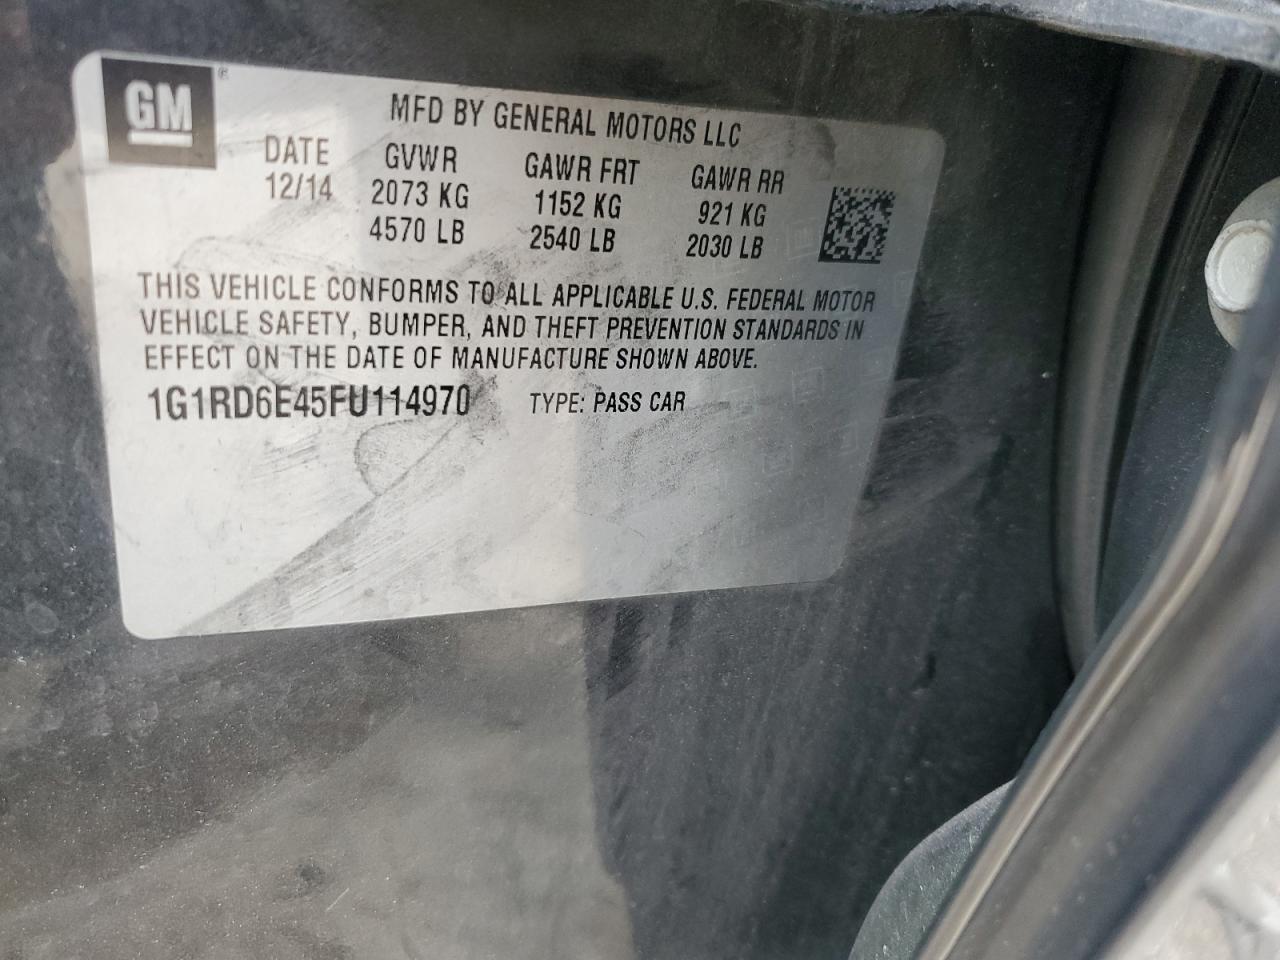 GM
MFD BY GENERAL MOTORS LLC
DATE GVWR GAWR FRT GAWR RR
12/14 2073 KG 1152 KG 921 KG
4570 LB 2540 LB 2030 LB
THIS VEHICLE CONFORMS TO ALL APPLICABLE U.S. FEDERAL MOTOR
VEHICLE SAFETY, BUMPER, AND THEFT PREVENTION STANDARDS IN
EFFECT ON THE DATE OF MANUFACTURE SHOWN ABOVE.
1G1RD6E45FU114970 TYPE: PASS CAR